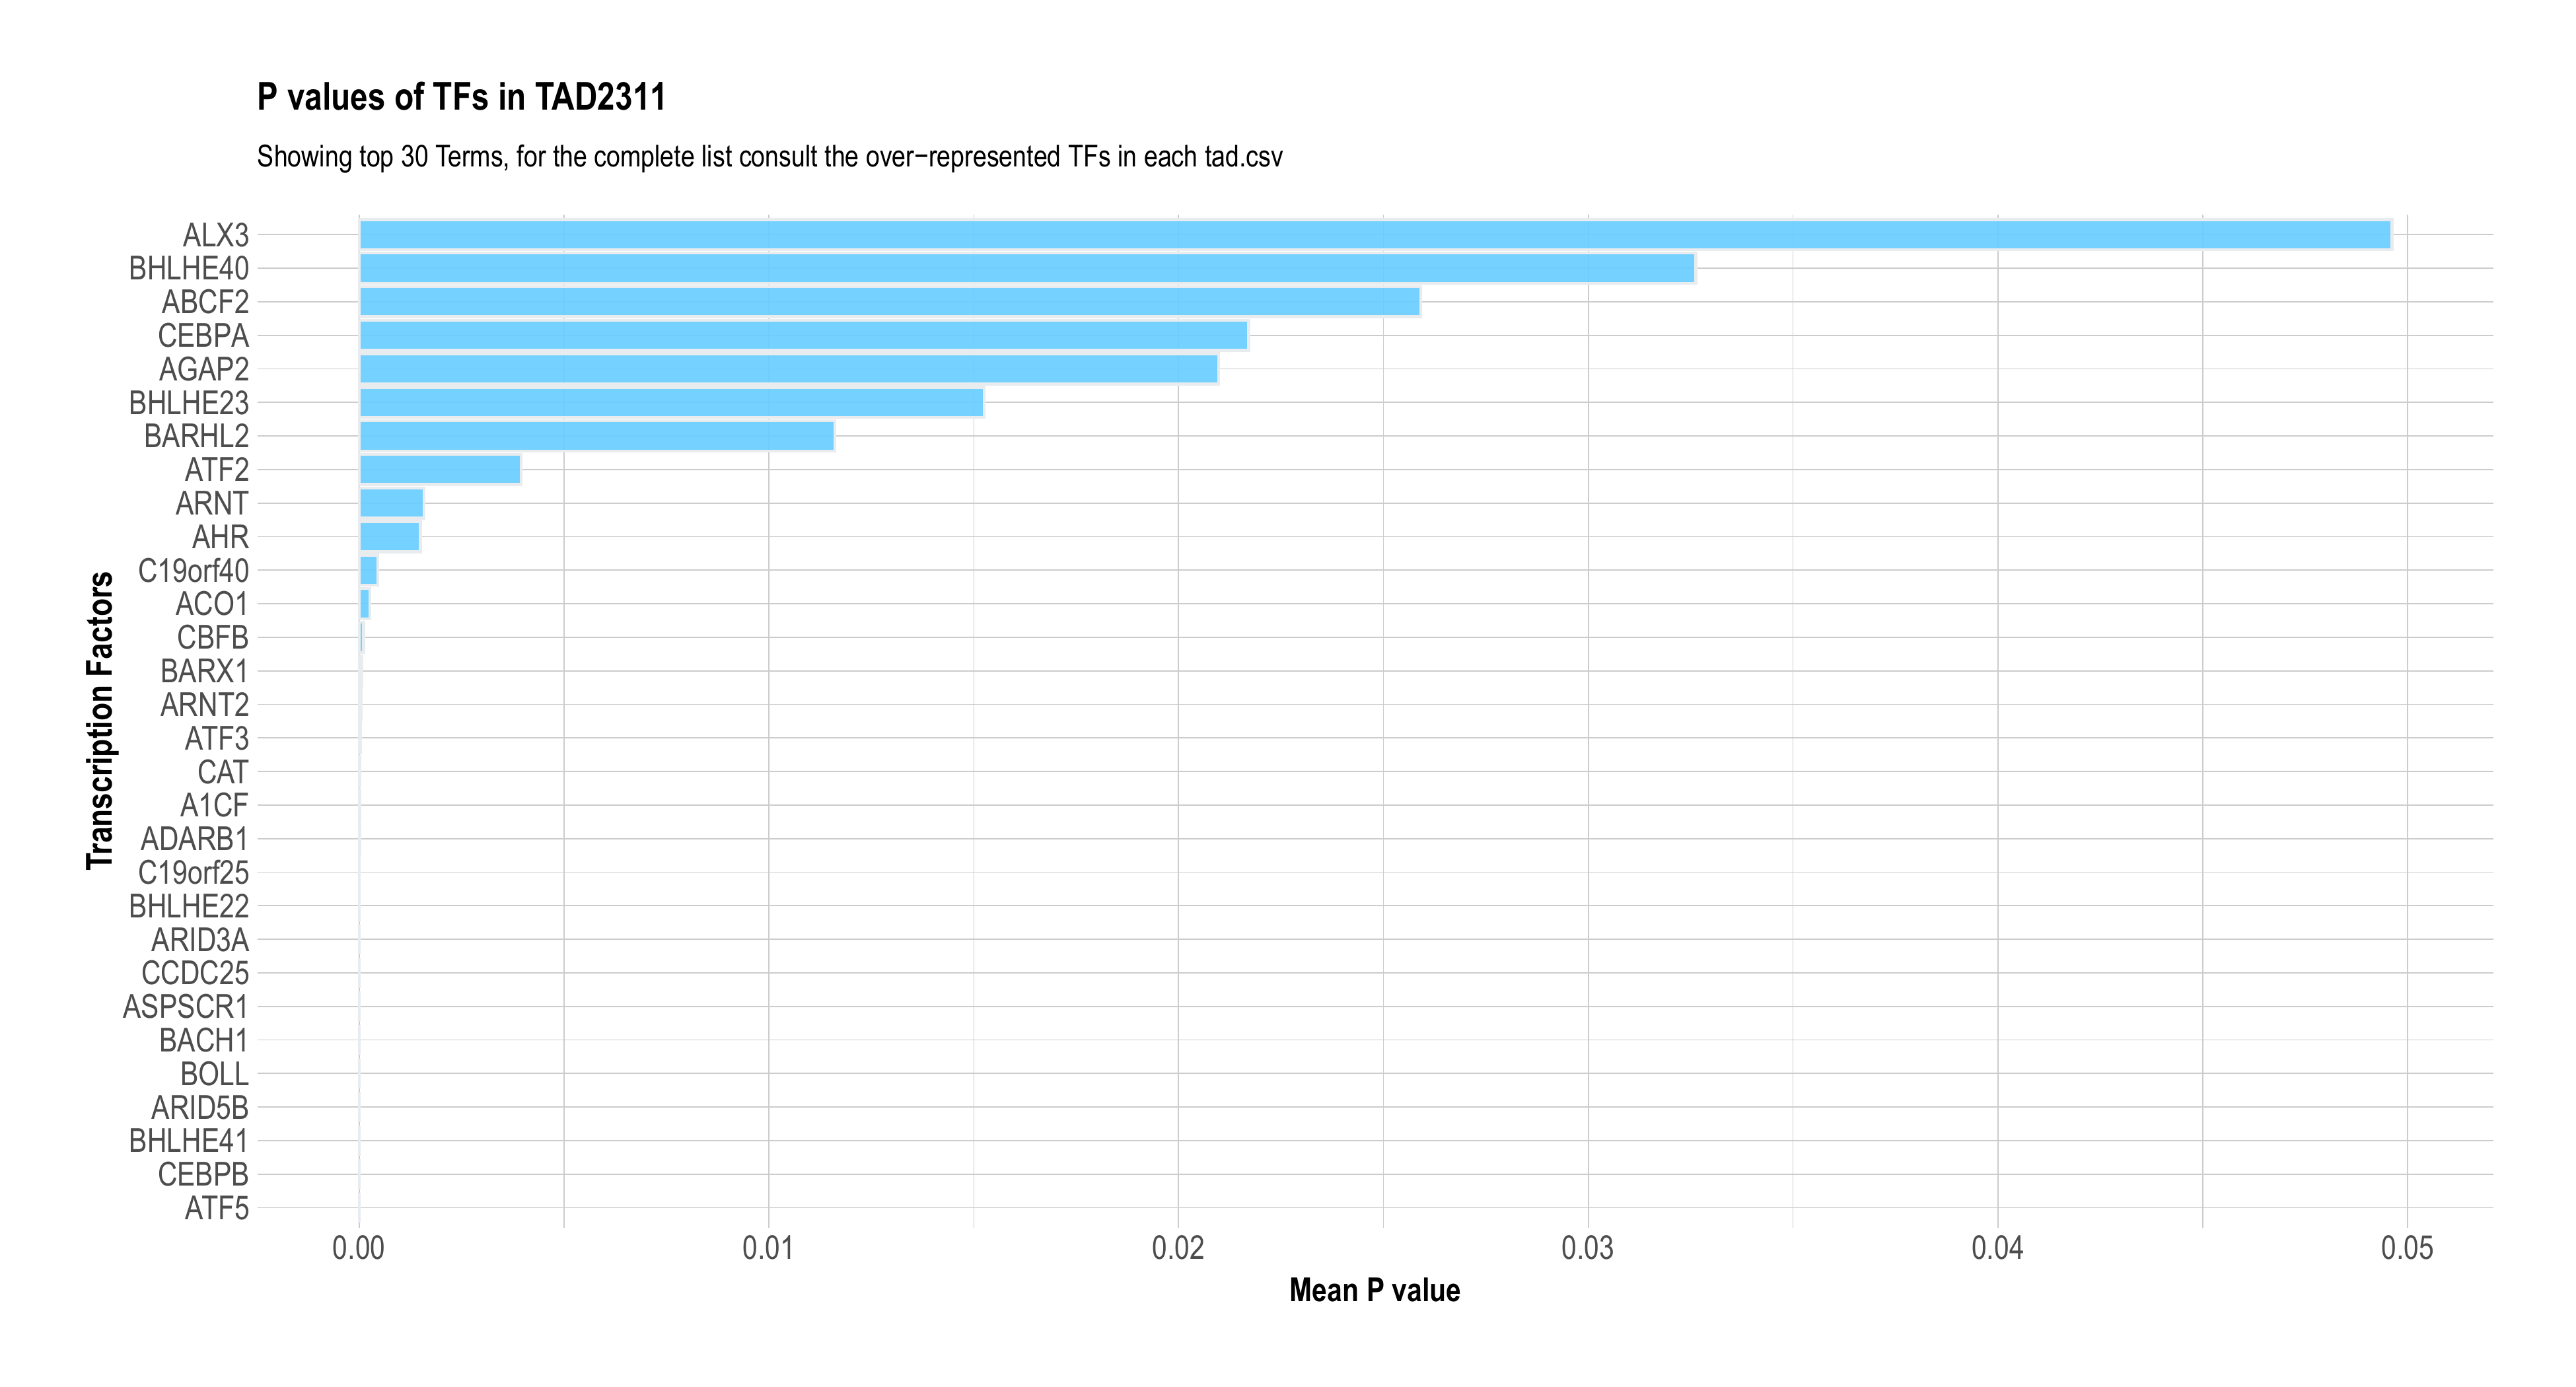 P values of TFs in TAD2311
Showing top 30 Terms, for the complete list consult the over−represented TFs in each tad.csv
Transcription Factors
ALX3
BHLHE40
ABCF2
CEBPA
AGAP2
BHLHE23
BARHL2
ATF2
ARNT
AHR
C19orf40
ACO1
CBFB
BARX1
ARNT2
ATF3
CAT
A1CF
ADARB1
C19orf25
BHLHE22
ARID3A
CCDC25
ASPSCR1
BACH1
BOLL
ARID5B
BHLHE41
CEBPB
ATF5
0.00 0.01 0.02 0.03 0.04 0.05
Mean P value